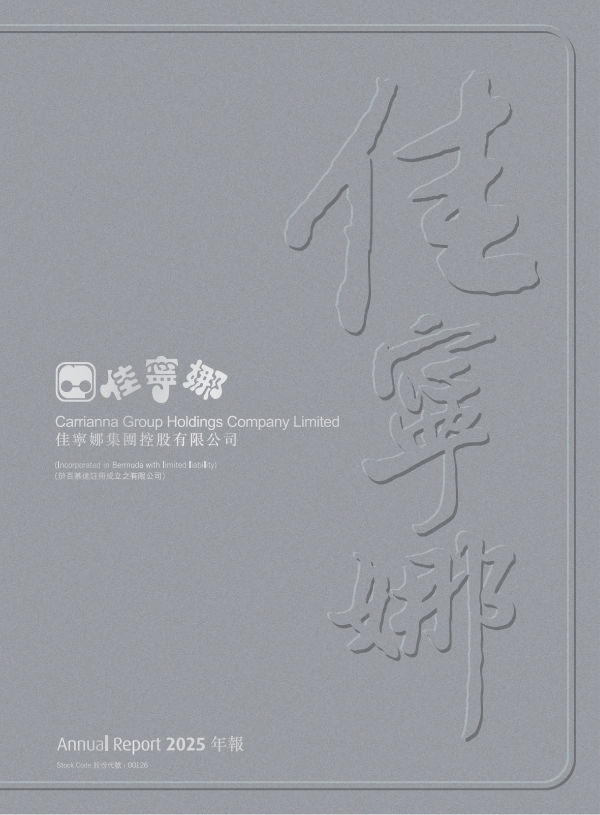 佳寧娜
佳寧娜
Carrianna Group Holdings Company Limited
佳寧娜集團控股有限公司
(Incorporated in Bermuda with limited liability)
(於百慕達註冊成立之有限公司)
Annual Report 2025 年報
Stock Code 股份代號：00126